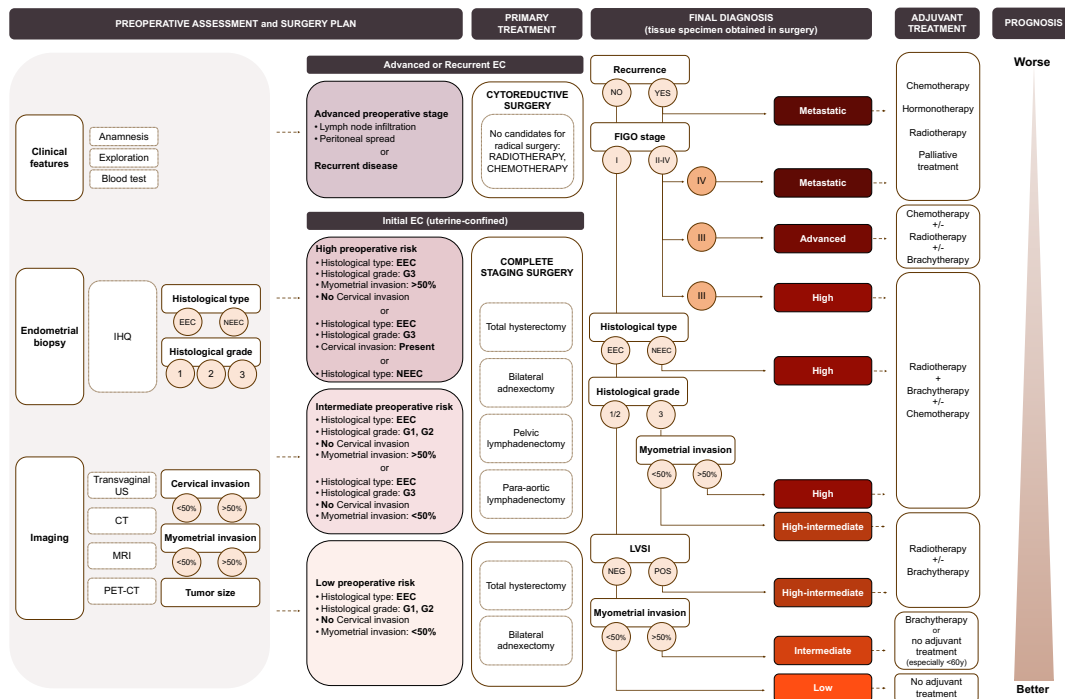 PREOPERATIVE ASSESSMENT and SURGERY PLAN
PRIMARY
TREATMENT
FINAL DIAGNOSIS
(tissue specimen obtained in surgery)
ADJUVANT
TREATMENT
PROGNOSIS
Clinical
features
Anamnesis
Exploration
Blood test
Endometrial
biopsy
IHQ
Histological type
EEC
NEEC
Histological grade
1
2
3
Imaging
Transvaginal
US
CT
MRI
PET-CT
Cervical invasion
<50%
>50%
Myometrial invasion
<50%
>50%
Tumor size
Advanced or Recurrent EC
Advanced preoperative stage
• Lymph node infiltration
• Peritoneal spread
or
Recurrent disease
CYTOREDUCTIVE
SURGERY
No candidates for
radical surgery:
RADIOTHERAPY,
CHEMOTHERAPY
Initial EC (uterine-confined)
High preoperative risk
• Histological type: EEC
• Histological grade: G3
• Myometrial invasion: >50%
• No Cervical invasion
or
• Histological type: EEC
• Histological grade: G3
• Cervical invasion: Present
or
• Histological type: NEEC
Intermediate preoperative risk
• Histological type: EEC
• Histological grade: G1, G2
• No Cervical invasion
• Myometrial invasion: >50%
or
• Histological type: EEC
• Histological grade: G3
• No Cervical invasion
• Myometrial invasion: <50%
COMPLETE
STAGING SURGERY
Total hysterectomy
Bilateral
adnexectomy
Pelvic
lymphadenectomy
Para-aortic
lymphadenectomy
Low preoperative risk
• Histological type: EEC
• Histological grade: G1, G2
• No Cervical invasion
• Myometrial invasion: <50%
Total hysterectomy
Bilateral
adnexectomy
Recurrence
NO
YES
FIGO stage
I
II-IV
IV
III
III
Histological type
EEC
NEEC
Histological grade
1/2
3
Myometrial invasion
<50%
>50%
LVSI
NEG
POS
Myometrial invasion
<50%
>50%
Metastatic
Metastatic
Advanced
High
High
High
High-intermediate
High-intermediate
Intermediate
Low
Chemotherapy
Hormonotherapy
Radiotherapy
Palliative
treatment
Chemotherapy
+/-
Radiotherapy
+/-
Brachytherapy
Radiotherapy
+
Brachytherapy
+/-
Chemotherapy
Radiotherapy
+/-
Brachytherapy
Brachytherapy
or
no adjuvant
treatment
(especially <60y)
No adjuvant
treatment
Worse
Better